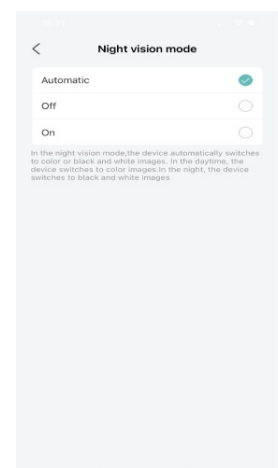 Night vision mode
Automatic
Off
On
In the night vision mode,the device automatically switches
to color or black and white images. In the daytime, the
device switches to color images.In the night, the device
switches to black and white images